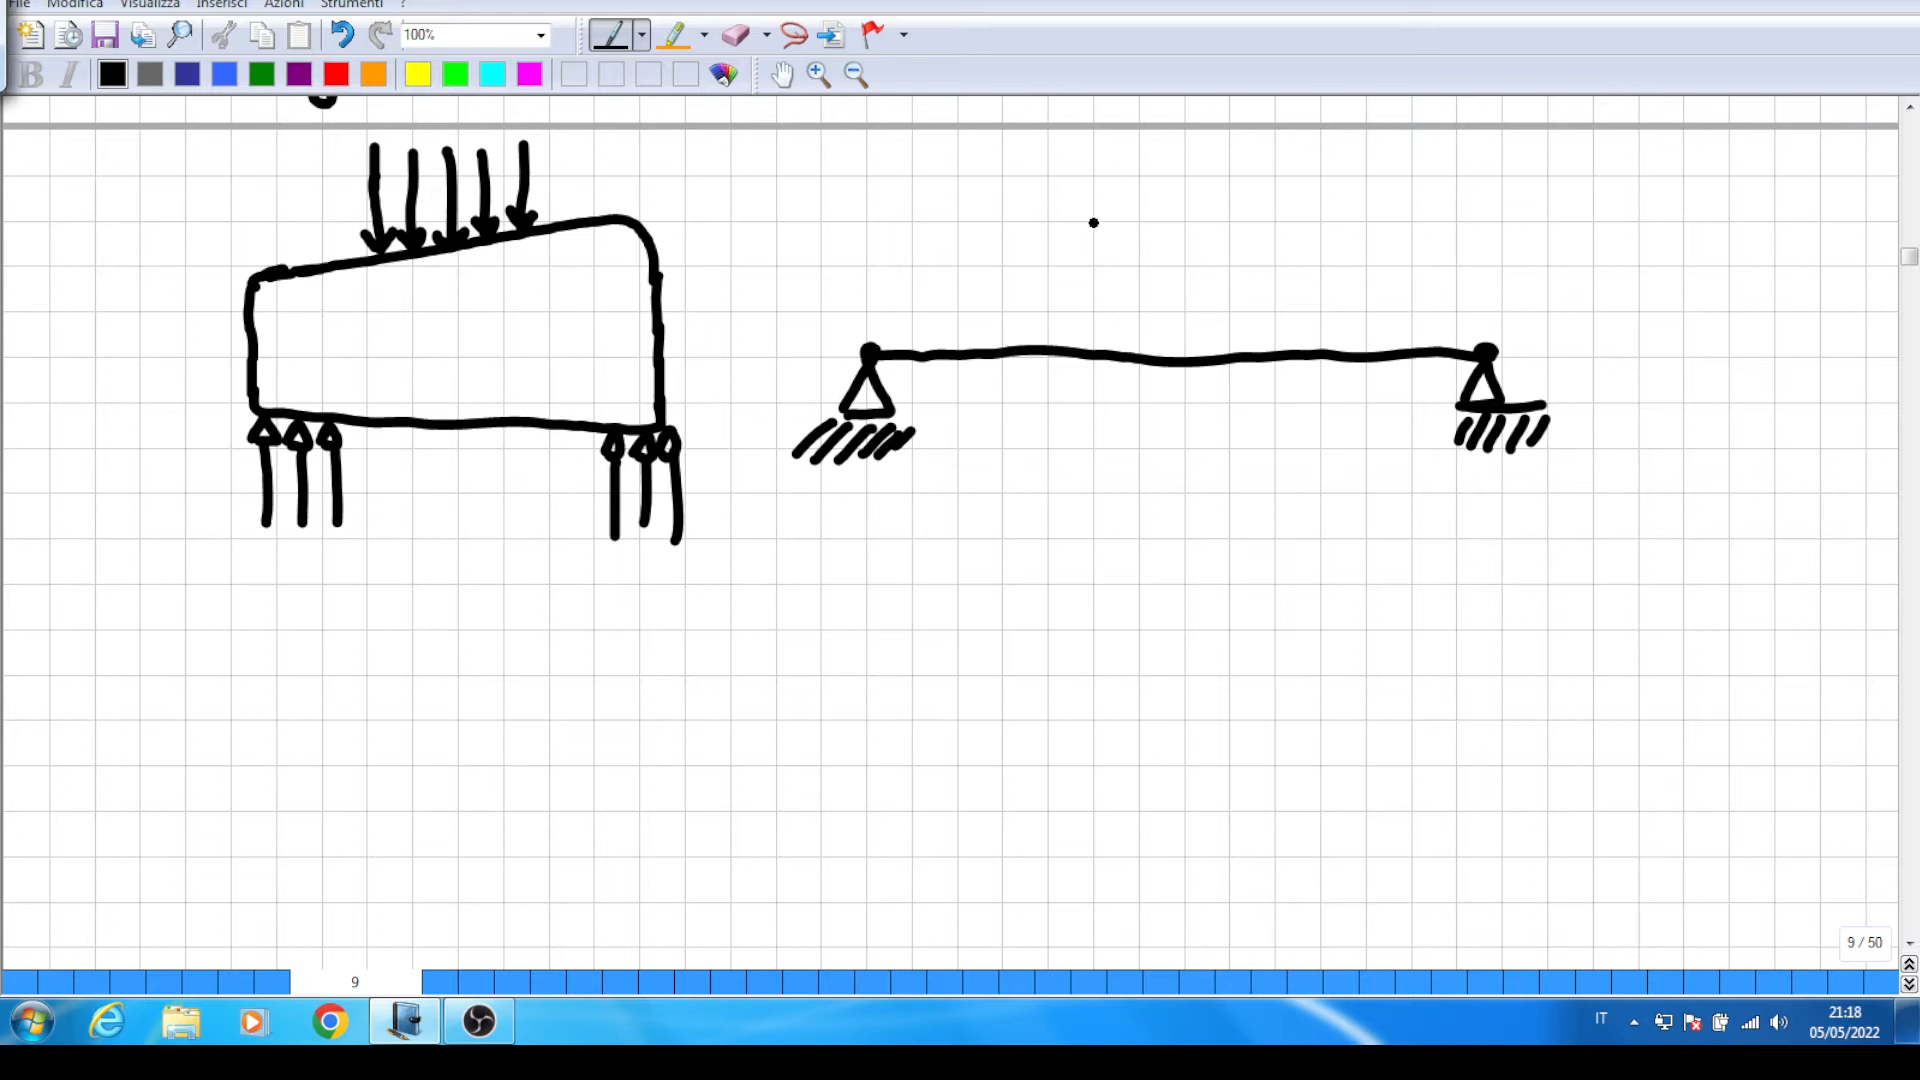 File Modifica Visualizza Inserisci Azioni Strumenti ?
100%
B I
9 / 50
9
IT
21:18
05/05/2022